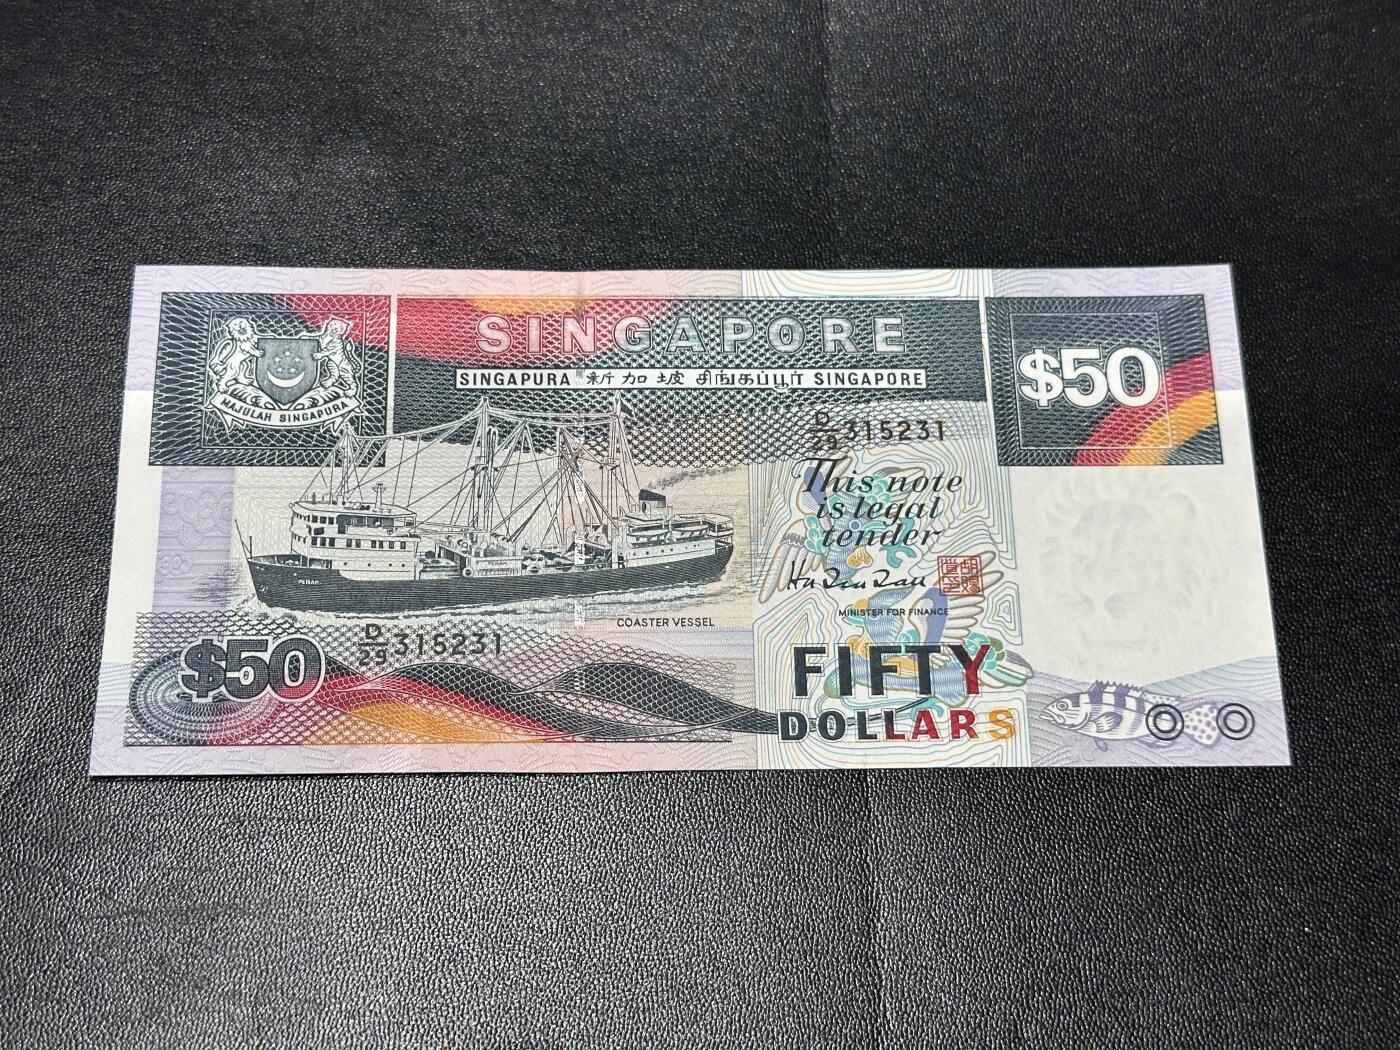 SINGAPORE
SINGAPURA 新加坡 சிங்கப்பூர் SINGAPORE
MAJULAH SINGAPURA
$50
D/29 315231
This note
is legal
tender
PERAK
PERAK
MINISTER FOR FINANCE
COASTER VESSEL
D/29 315231
$50
FIFTY
DOLLARS